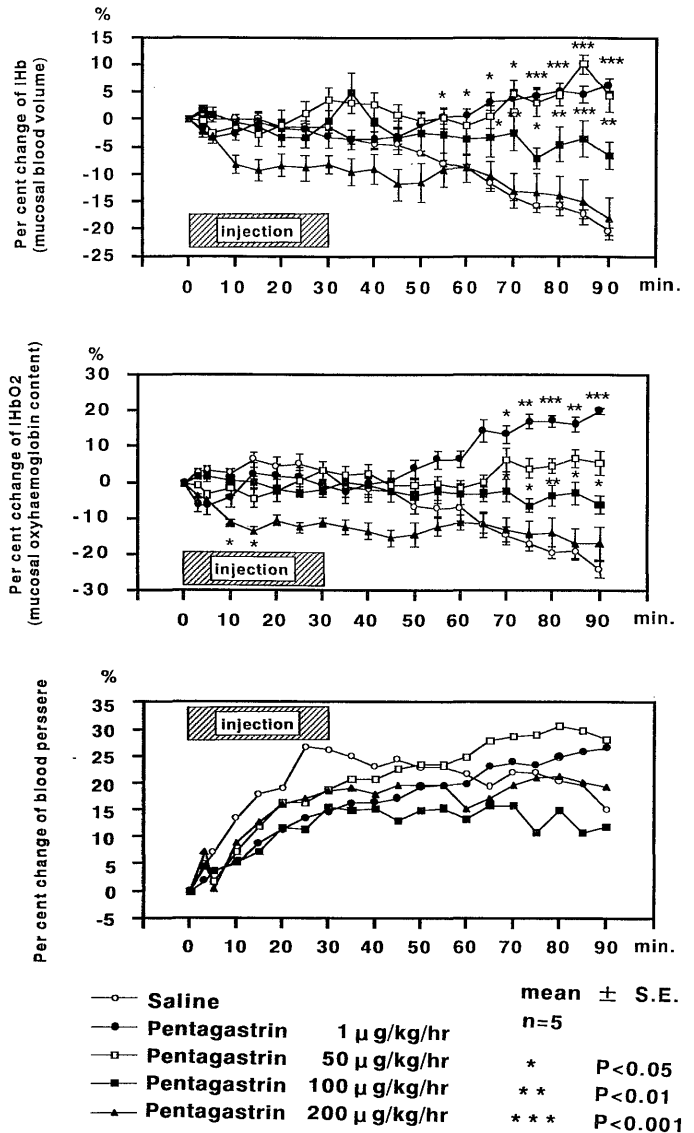 %
Per cent change of IHb
(mucosal blood volume)
15
10
5
0
-5
-10
-15
-20
-25
* * * * *** *** *** ***
* ** * ** *** **
injection
0 10 20 30 40 50 60 70 80 90 min.
%
Per cent cchange of IHbO2
(mucosal oxyhaemoglobin content)
30
20
10
0
-10
-20
-30
* ** *** ** ***
* * ** * *
* *
injection
0 10 20 30 40 50 60 70 80 90 min.
%
Per cent change of blood perssere
35
30
25
20
15
10
5
0
-5
injection
0 10 20 30 40 50 60 70 80 90 min.
Saline
Pentagastrin 1 μ g/kg/hr
Pentagastrin 50 μ g/kg/hr
Pentagastrin 100 μ g/kg/hr
Pentagastrin 200 μ g/kg/hr
mean ± S.E.
n=5
* P<0.05
** P<0.01
*** P<0.001